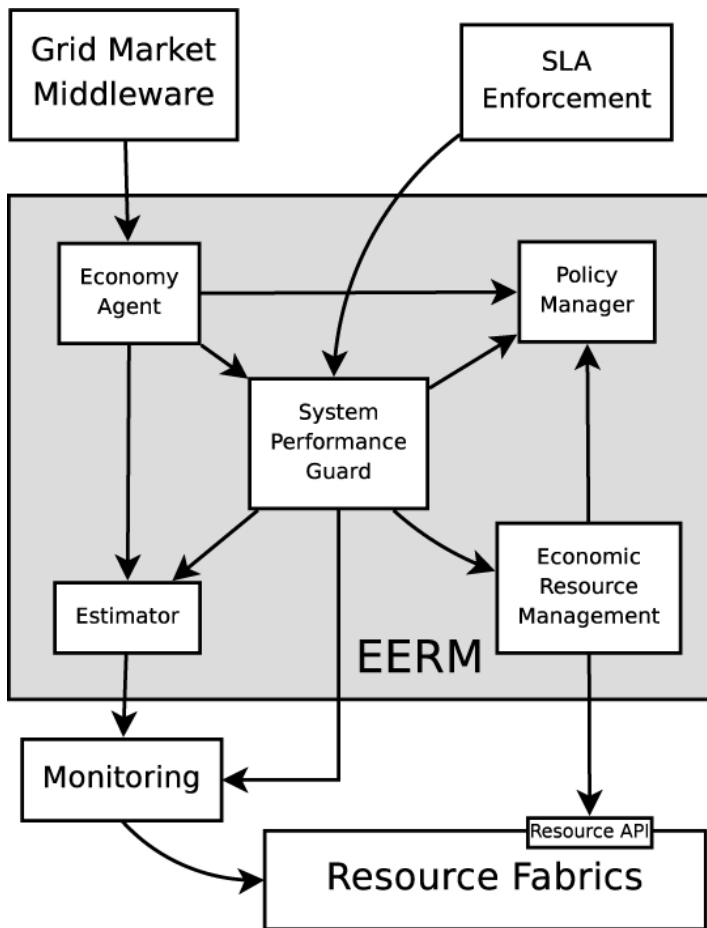 Grid Market
Middleware
SLA
Enforcement
Economy
Agent
Policy
Manager
System
Performance
Guard
Economic
Resource
Management
Estimator
EERM
Monitoring
Resource API
Resource Fabrics